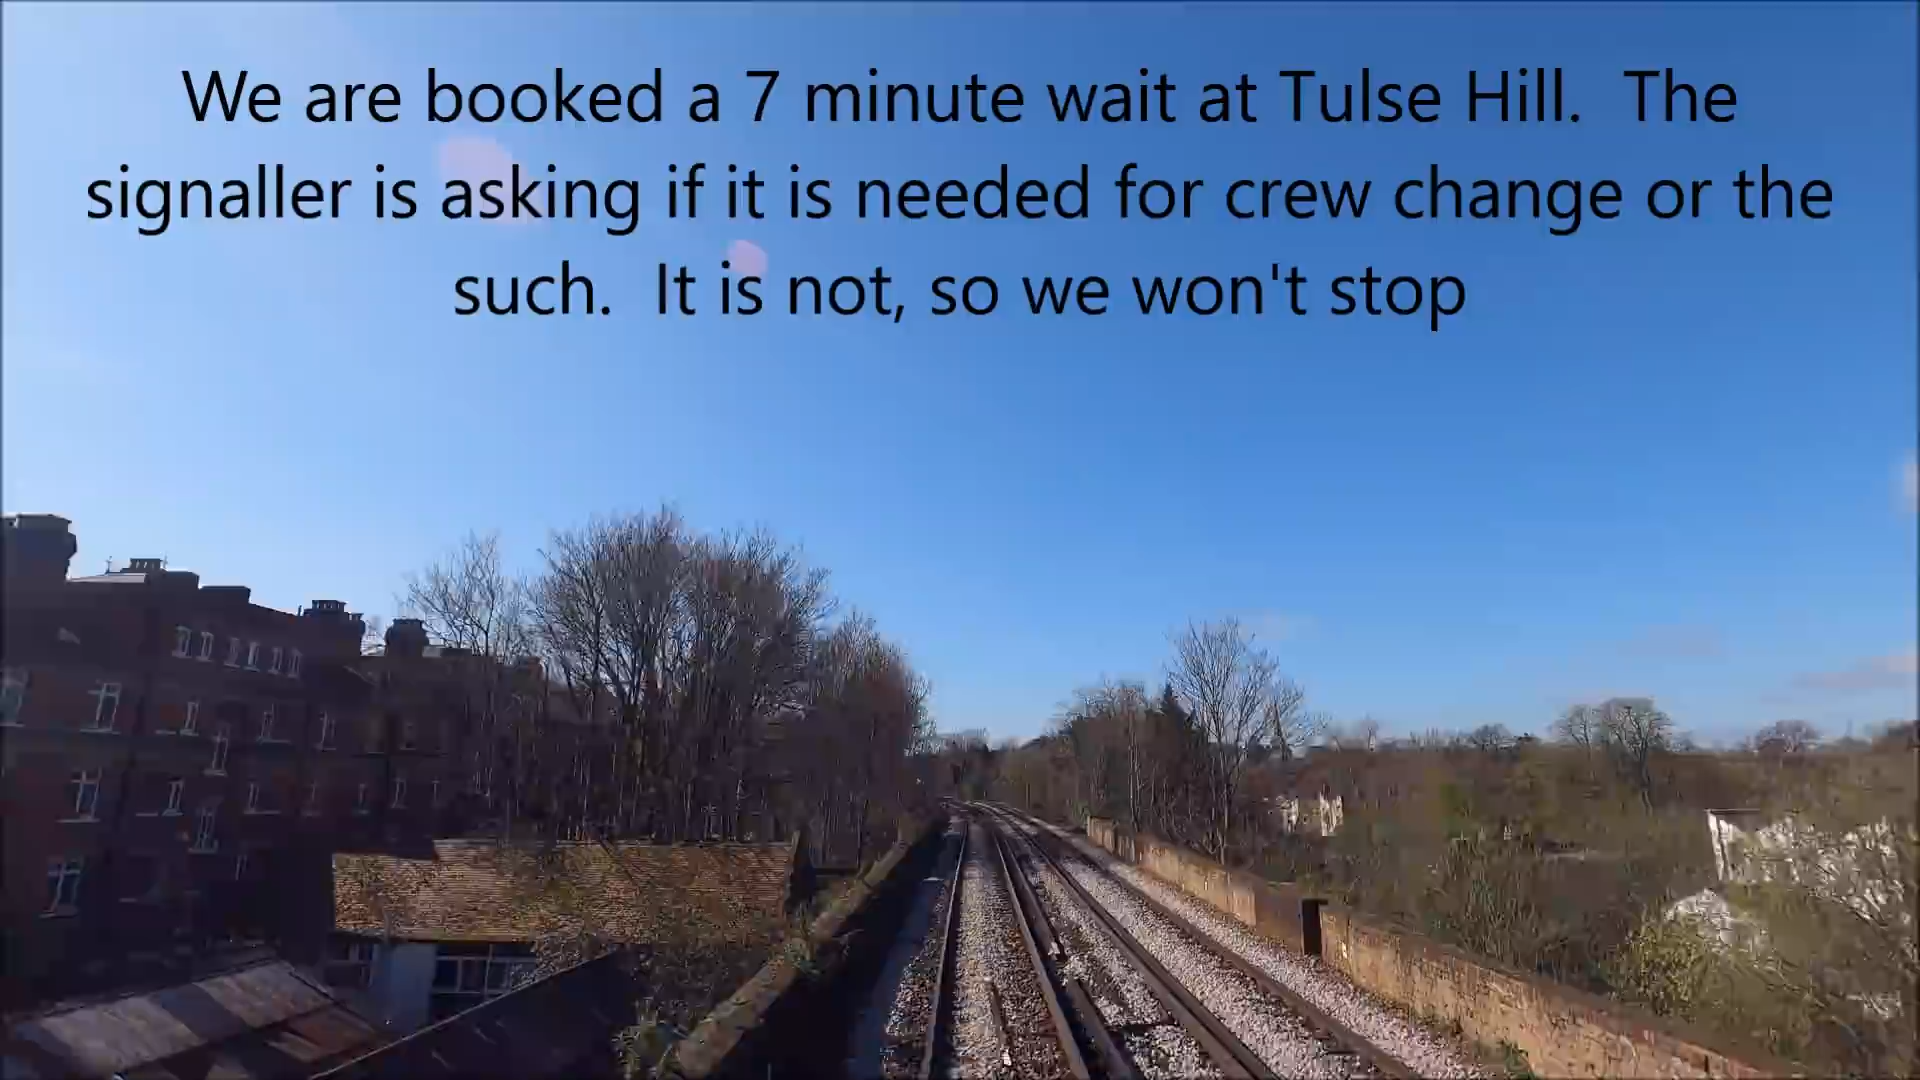 We are booked a 7 minute wait at Tulse Hill.  The
signaller is asking if it is needed for crew change or the
such.  It is not, so we won't stop